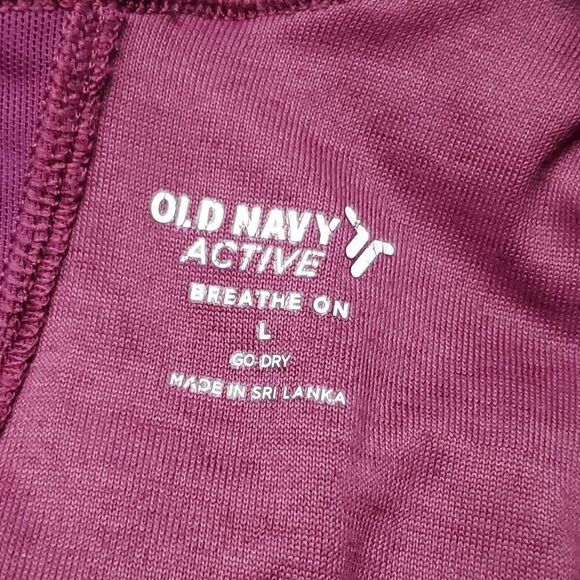 OLD NAVY
ACTIVE
BREATHE ON
L
GO-DRY
MADE IN SRI LANKA